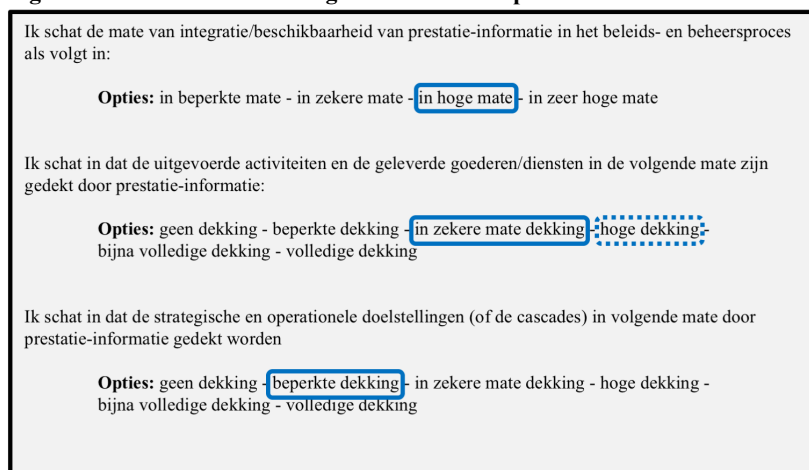 Ik schat de mate van integratie/beschikbaarheid van prestatie-informatie in het beleids- en beheersproces
als volgt in:
Opties: in beperkte mate - in zekere mate - in hoge mate - in zeer hoge mate
Ik schat in dat de uitgevoerde activiteiten en de geleverde goederen/diensten in de volgende mate zijn
gedekt door prestatie-informatie:
Opties: geen dekking - beperkte dekking - in zekere mate dekking - hoge dekking -
bijna volledige dekking - volledige dekking
Ik schat in dat de strategische en operationele doelstellingen (of de cascades) in volgende mate door
prestatie-informatie gedekt worden
Opties: geen dekking - beperkte dekking - in zekere mate dekking - hoge dekking -
bijna volledige dekking - volledige dekking